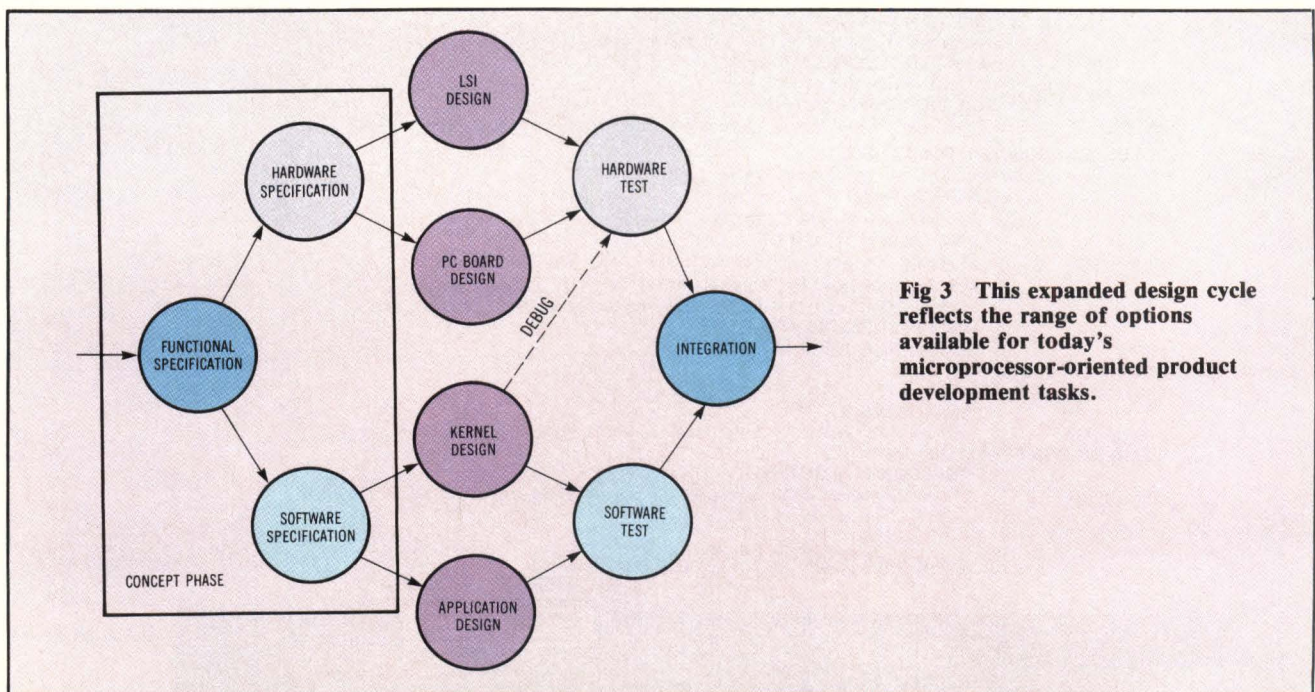 LSI
DESIGN
HARDWARE
SPECIFICATION
HARDWARE
TEST
PC BOARD
DESIGN
DEBUG
FUNCTIONAL
SPECIFICATION
INTEGRATION
KERNEL
DESIGN
SOFTWARE
SPECIFICATION
SOFTWARE
TEST
CONCEPT PHASE
APPLICATION
DESIGN
Fig 3 This expanded design cycle
reflects the range of options
available for today's
microprocessor-oriented product
development tasks.